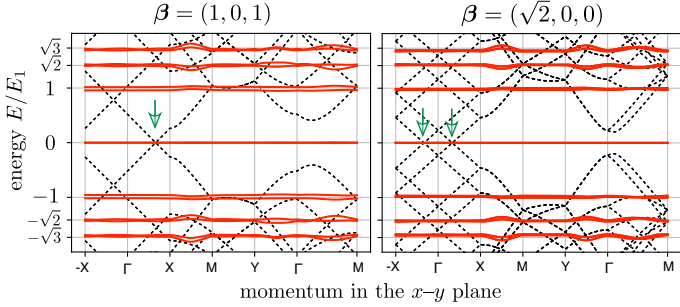 β = (1, 0, 1)
β = (√2, 0, 0)
energy E/E₁
√3
√2
1
0
−1
−√2
−√3
-X Γ X M Y Γ M
-X Γ X M Y Γ M
momentum in the x–y plane